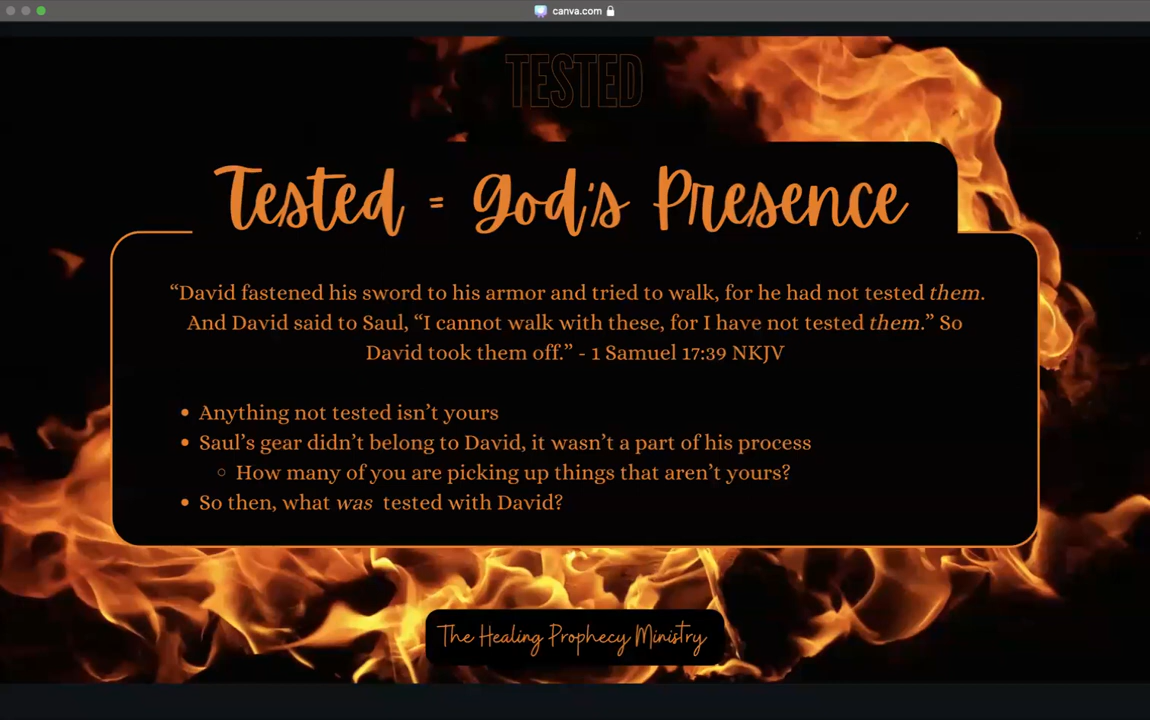 canva.com
TESTED
Tested = God's Presence
“David fastened his sword to his armor and tried to walk, for he had not tested them.
And David said to Saul, “I cannot walk with these, for I have not tested them.” So
David took them off.” - 1 Samuel 17:39 NKJV
• Anything not tested isn’t yours
• Saul’s gear didn’t belong to David, it wasn’t a part of his process
○ How many of you are picking up things that aren’t yours?
• So then, what was tested with David?
The Healing Prophecy Ministry